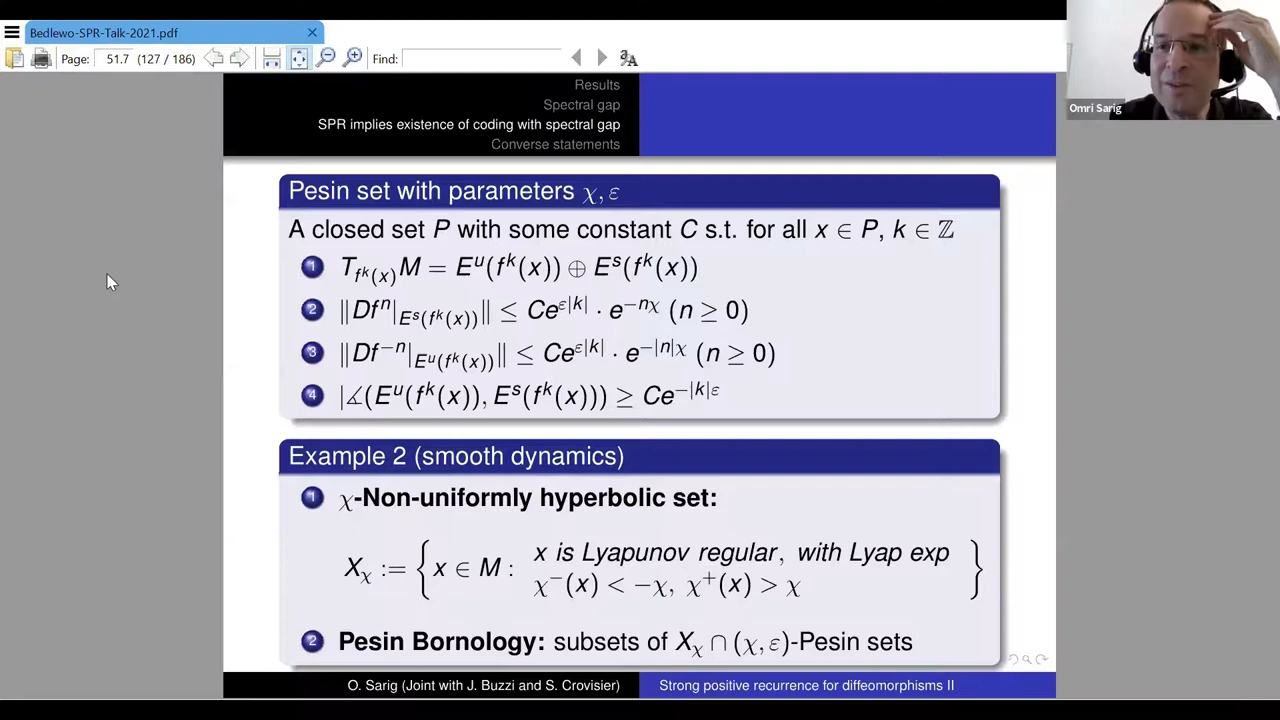 Bedlewo-SPR-Talk-2021.pdf
Page: 51.7 (127 / 186) Find:
Omri Sarig
Results
Spectral gap
SPR implies existence of coding with spectral gap
Converse statements
Pesin set with parameters χ, ε
A closed set P with some constant C s.t. for all x ∈ P, k ∈ ℤ
1 T_{f^k(x)}M = E^u(f^k(x)) ⊕ E^s(f^k(x))
2 ‖Df^n|_{E^s(f^k(x))}‖ ≤ Ce^{ε|k|} · e^{-nχ} (n ≥ 0)
3 ‖Df^{-n}|_{E^u(f^k(x))}‖ ≤ Ce^{ε|k|} · e^{-|n|χ} (n ≥ 0)
4 |∡(E^u(f^k(x)), E^s(f^k(x))) ≥ Ce^{-|k|ε}
Example 2 (smooth dynamics)
1 χ-Non-uniformly hyperbolic set:
X_χ := { x ∈ M : x is Lyapunov regular, with Lyap exp
χ^-(x) < -χ, χ^+(x) > χ }
2 Pesin Bornology: subsets of X_χ ∩ (χ, ε)-Pesin sets
O. Sarig (Joint with J. Buzzi and S. Crovisier) Strong positive recurrence for diffeomorphisms II